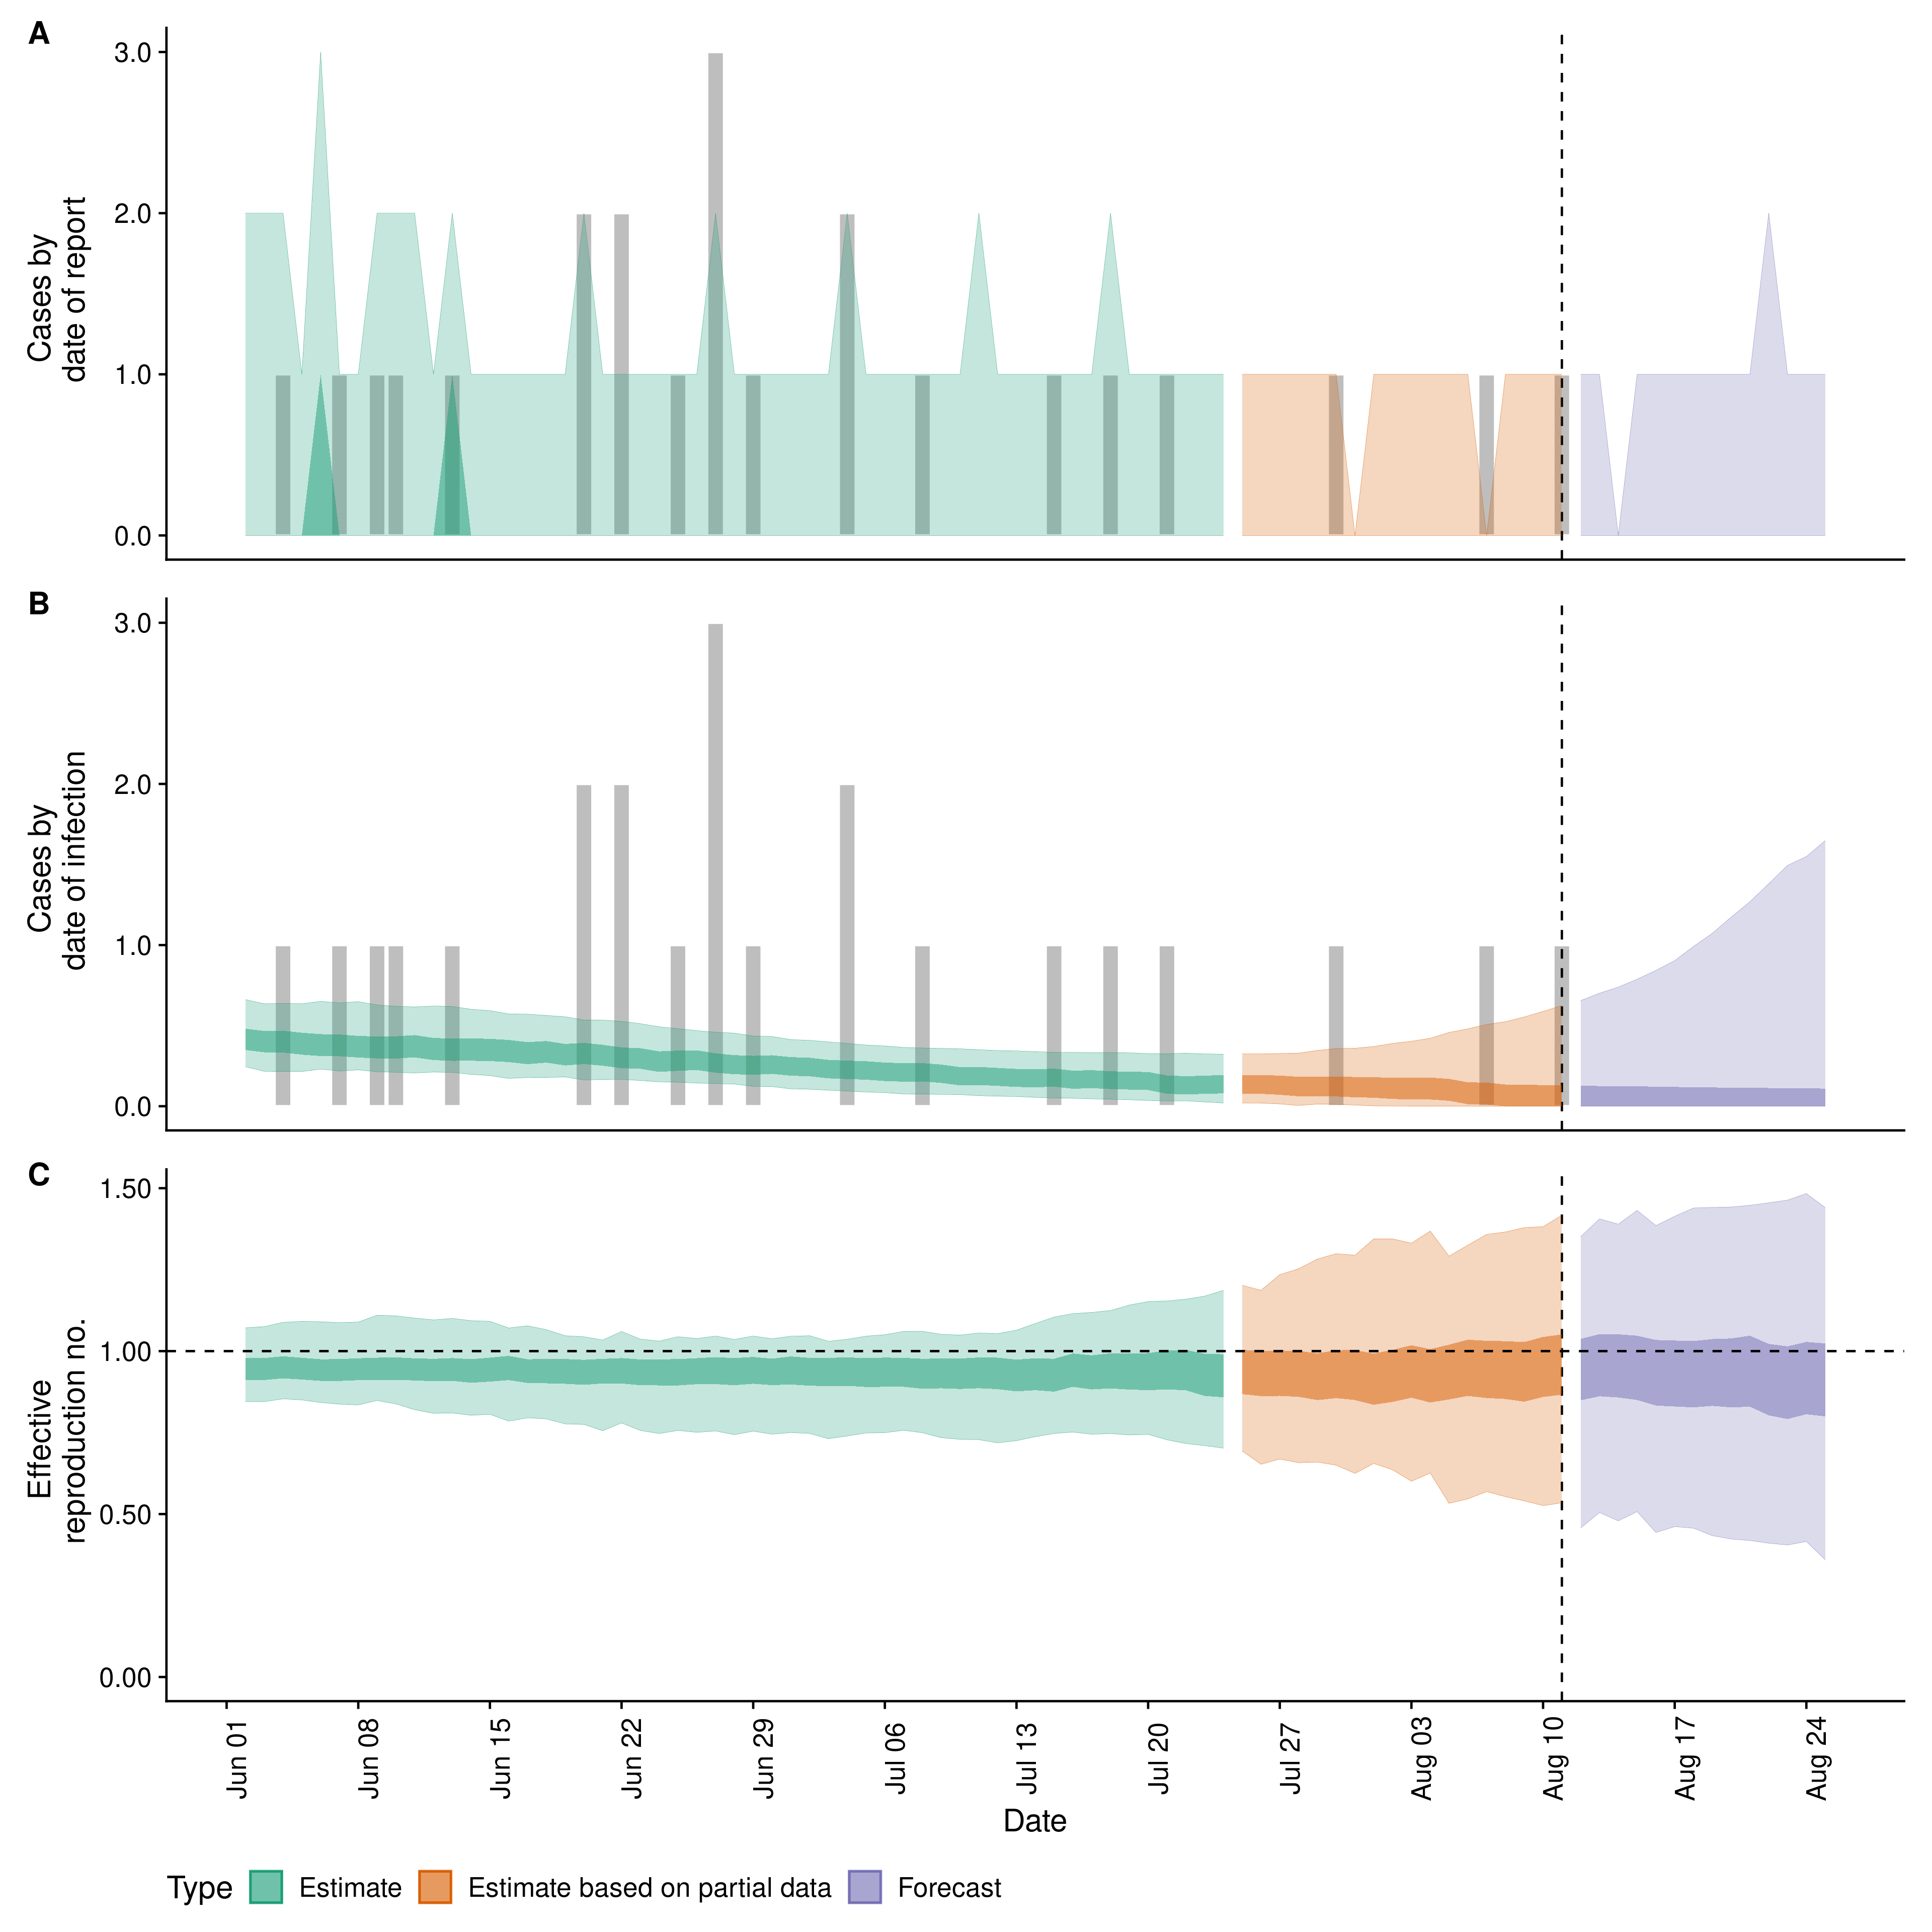 A
Cases by
date of report
3.0
2.0
1.0
0.0
B
Cases by
date of infection
3.0
2.0
1.0
0.0
C
Effective
reproduction no.
1.50
1.00
0.50
0.00
Jun 01
Jun 08
Jun 15
Jun 22
Jun 29
Jul 06
Jul 13
Jul 20
Jul 27
Aug 03
Aug 10
Aug 17
Aug 24
Date
Type Estimate Estimate based on partial data Forecast